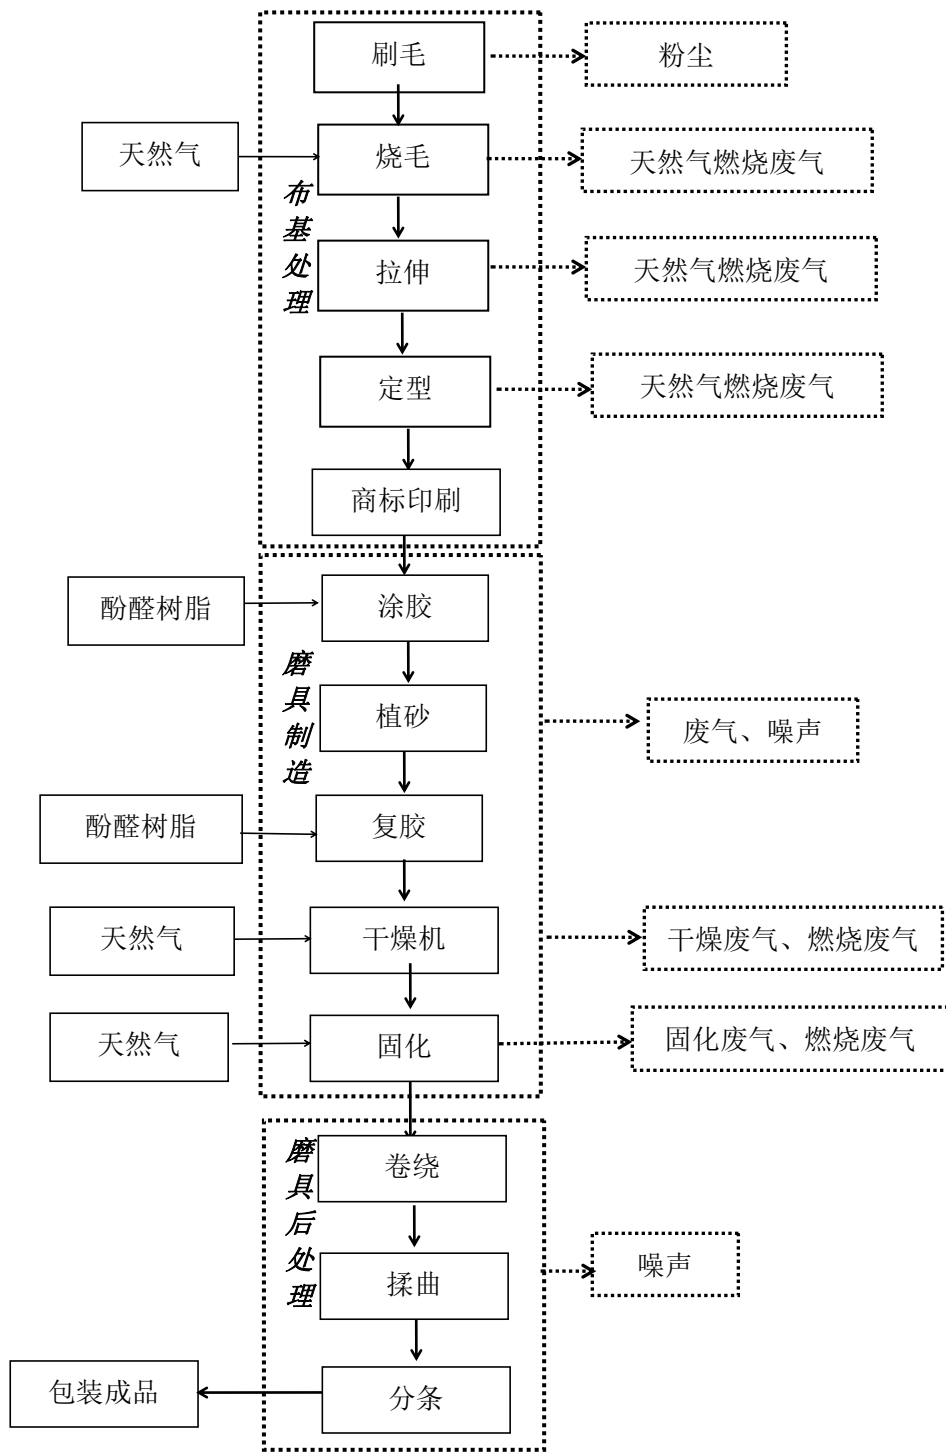 刷毛
粉尘
天然气
烧毛
天然气燃烧废气
布基处理
拉伸
天然气燃烧废气
定型
天然气燃烧废气
商标印刷
酚醛树脂
涂胶
磨具制造
植砂
废气、噪声
酚醛树脂
复胶
天然气
干燥机
干燥废气、燃烧废气
天然气
固化
固化废气、燃烧废气
磨具后处理
卷绕
揉曲
噪声
包装成品
分条